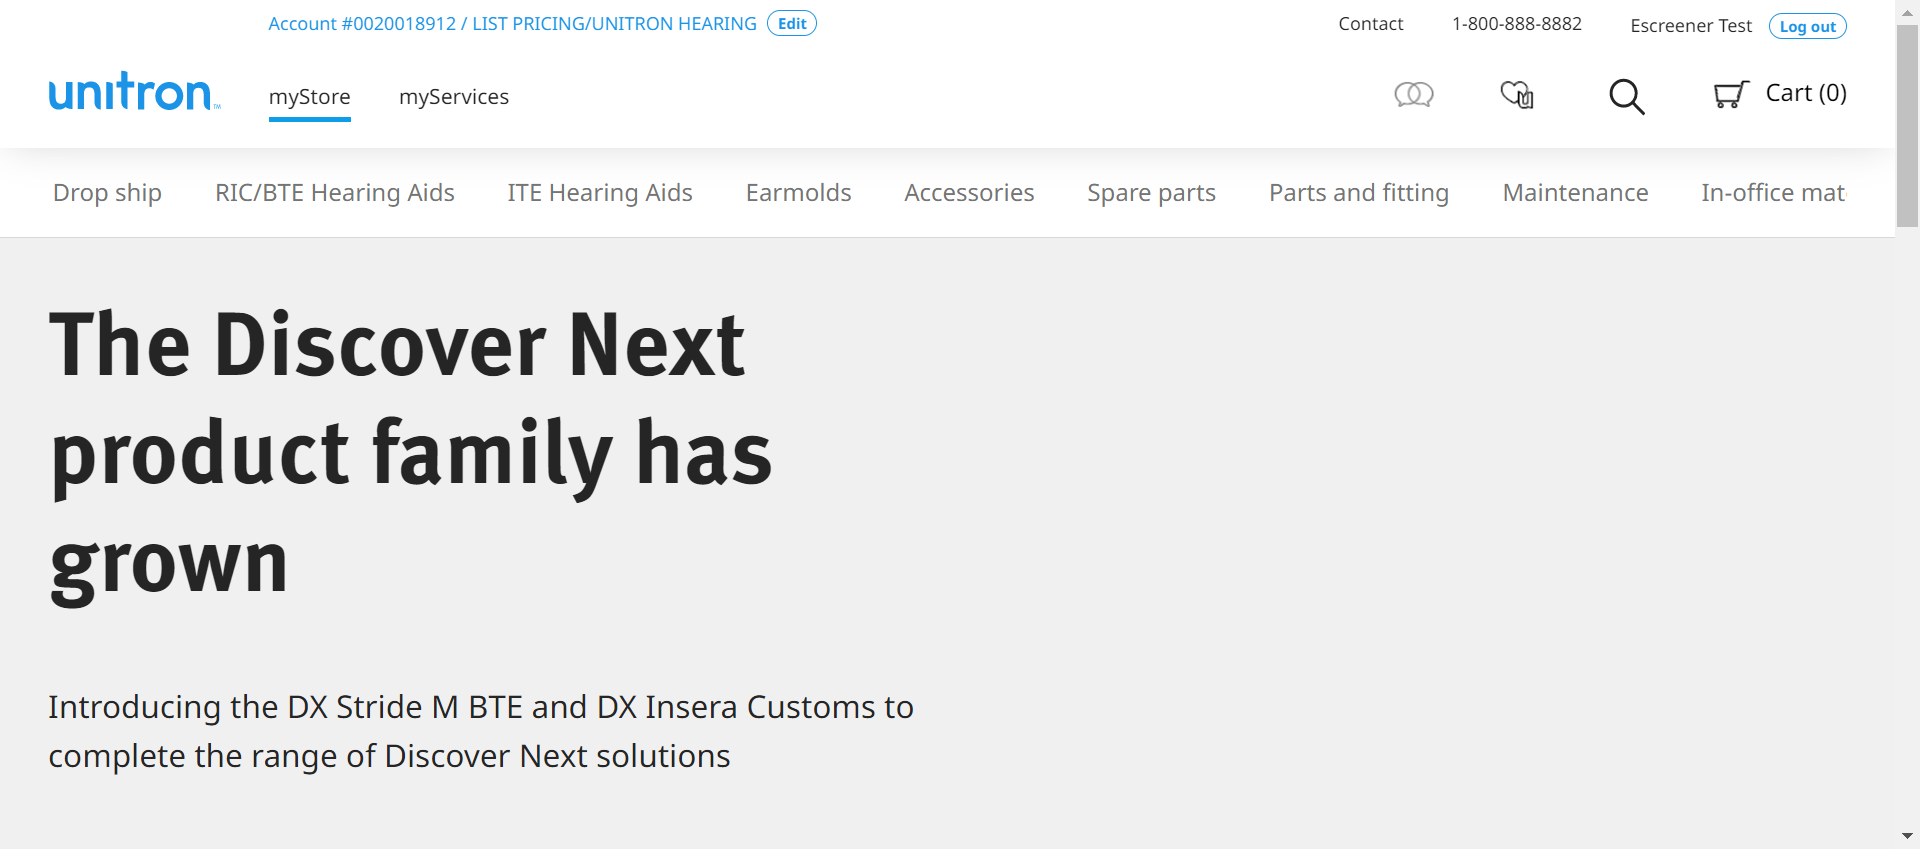 Account #0020018912 / LIST PRICING/UNITRON HEARING Edit
Contact 1-800-888-8882 Escreener Test Log out
unitron™ myStore myServices Cart (0)
Drop ship RIC/BTE Hearing Aids ITE Hearing Aids Earmolds Accessories Spare parts Parts and fitting Maintenance In-office mat
The Discover Next
product family has
grown
Introducing the DX Stride M BTE and DX Insera Customs to
complete the range of Discover Next solutions